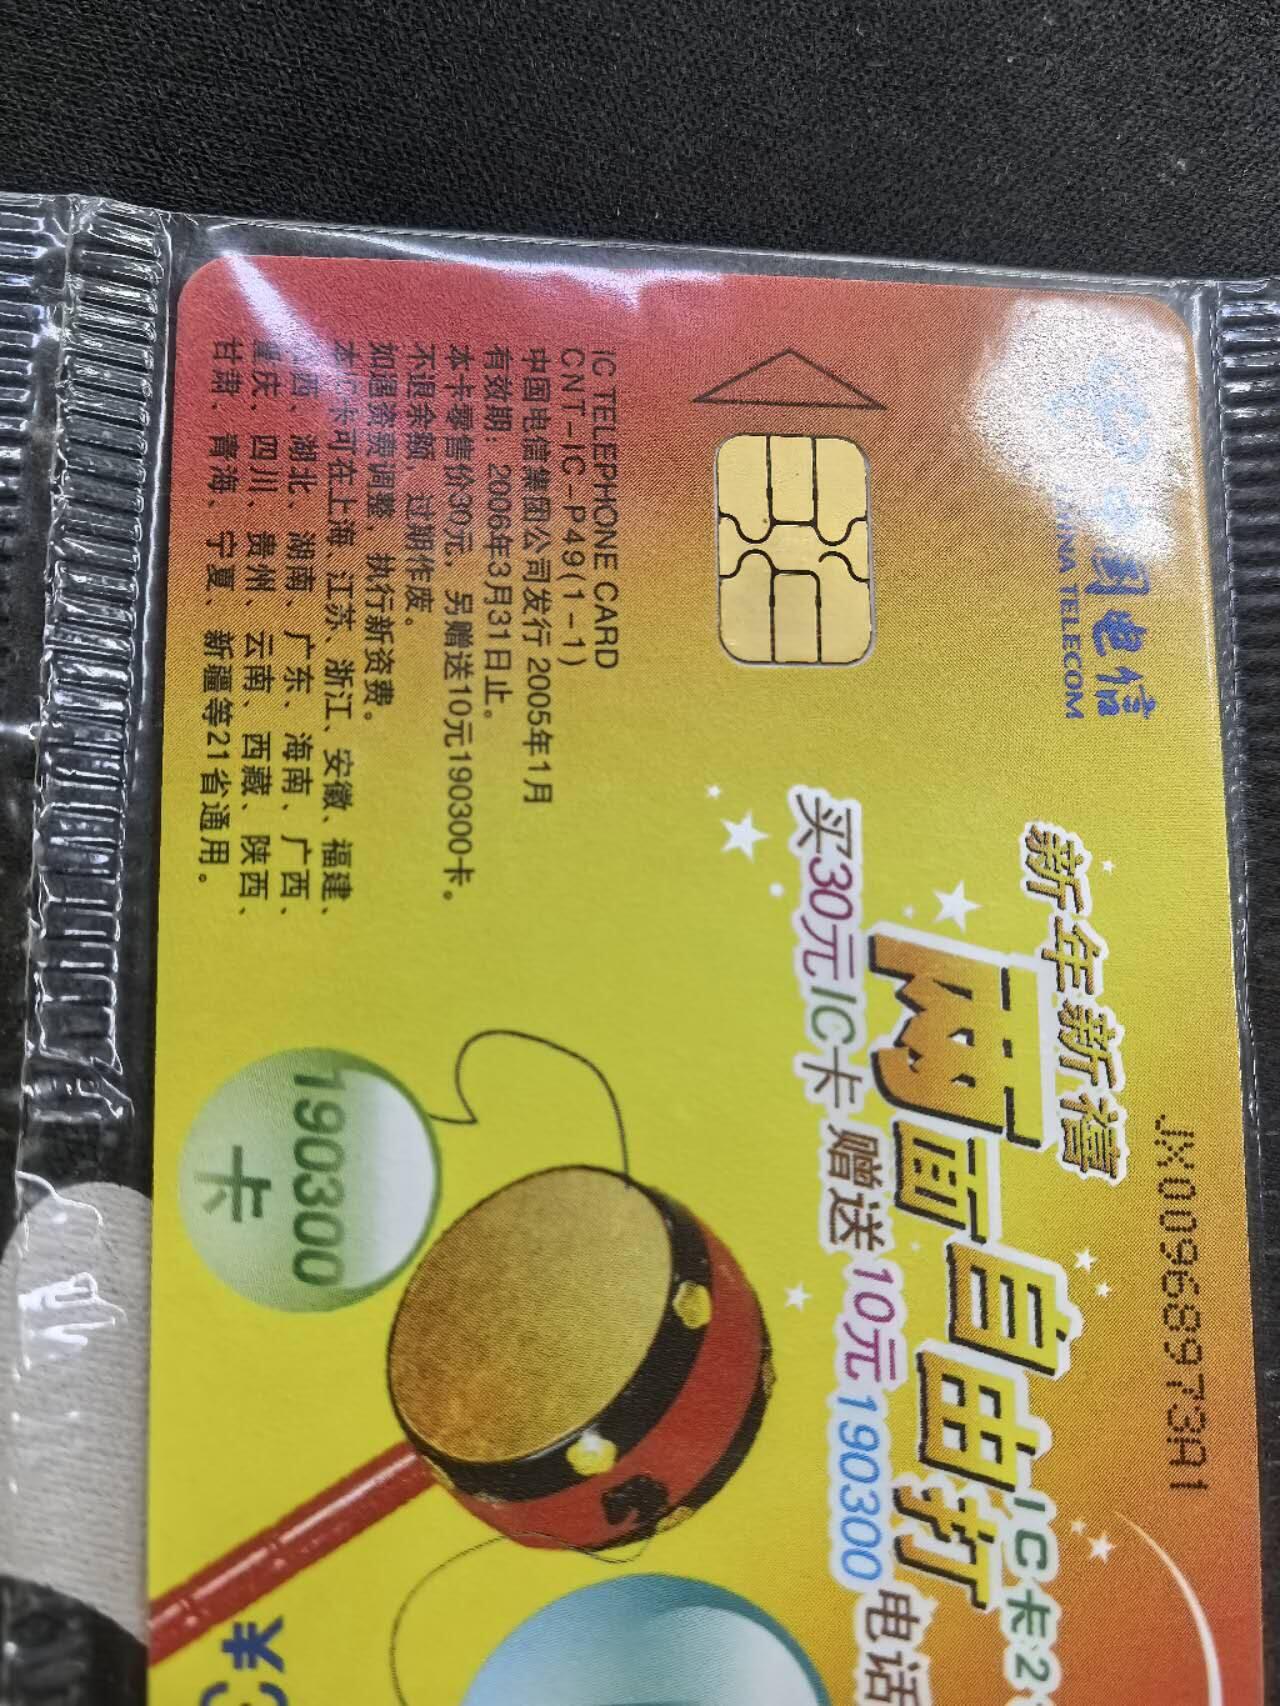 中国电信
CHINA TELECOM
JX009689973A1
新年新禧
两面自由打
IC卡2
买30元IC卡 赠送10元190300电话
IC TELEPHONE CARD
CNT-IC-P49(1-1)
中国电信集团公司发行 2005年1月
有效期：2006年3月31日止。
本卡零售价30元，另赠送10元190300卡。
不退余额，过期作废。
如遇资费调整，执行新资费。
本IC卡可在上海、江苏、浙江、安徽、福建、
西、湖北、湖南、广东、海南、广西、
重庆、四川、贵州、云南、西藏、陕西、
甘肃、青海、宁夏、新疆等21省通用。
190300
卡